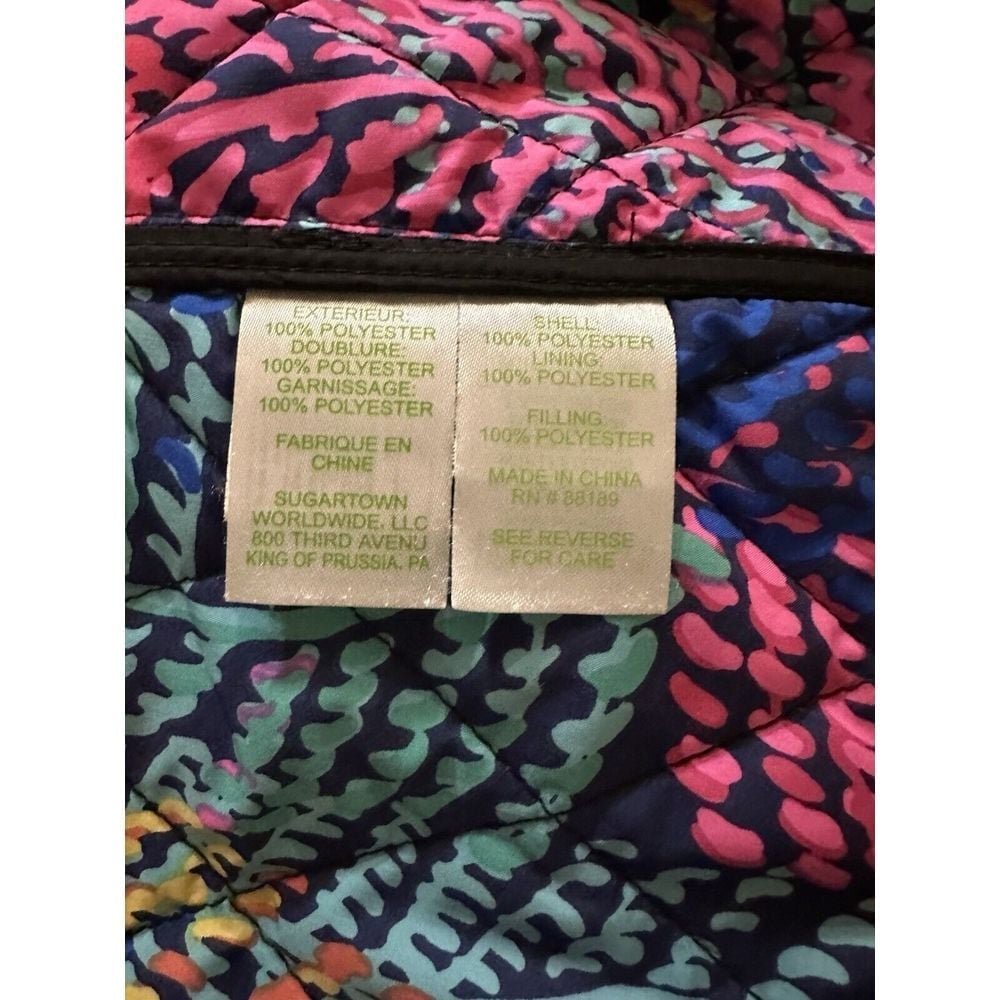 EXTERIEUR:
100% POLYESTER
DOUBLURE:
100% POLYESTER
GARNISSAGE:
100% POLYESTER
FABRIQUE EN
CHINE
SUGARTOWN
WORLDWIDE, LLC
800 THIRD AVENU
KING OF PRUSSIA, PA
SHELL:
100% POLYESTER
LINING:
100% POLYESTER
FILLING:
100% POLYESTER
MADE IN CHINA
RN # 88189
SEE REVERSE
FOR CARE